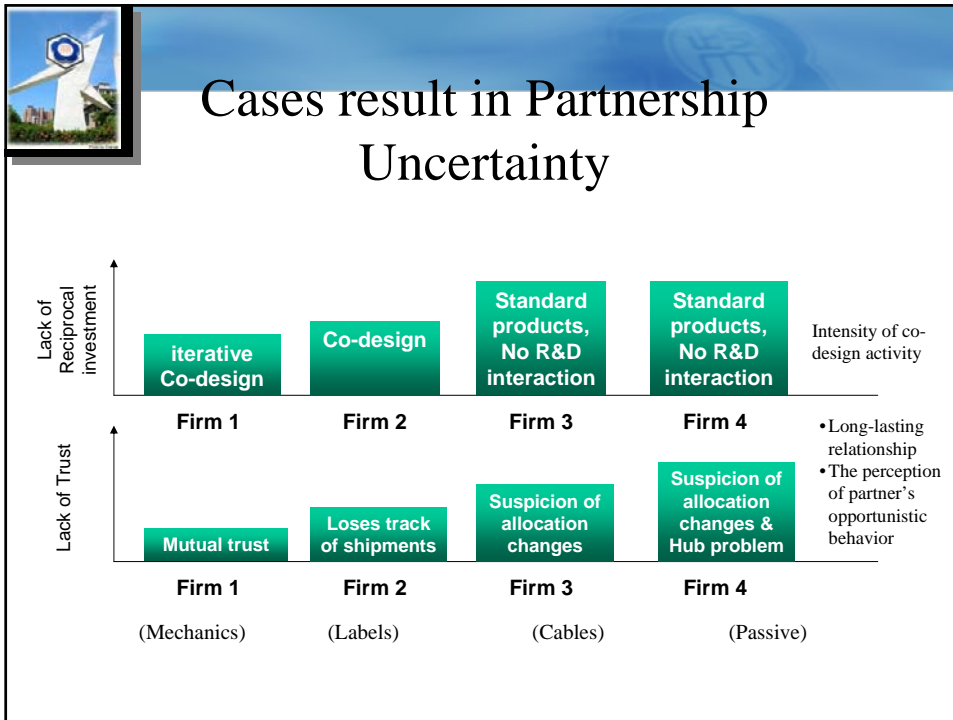 Cases result in Partnership
Uncertainty
Lack of
Reciprocal
investment
iterative
Co-design
Co-design
Standard
products,
No R&D
interaction
Standard
products,
No R&D
interaction
Intensity of co-
design activity
Firm 1
Firm 2
Firm 3
Firm 4
Lack of Trust
Mutual trust
Loses track
of shipments
Suspicion of
allocation
changes
Suspicion of
allocation
changes &
Hub problem
•Long-lasting
relationship
•The perception
of partner's
opportunistic
behavior
Firm 1
Firm 2
Firm 3
Firm 4
(Mechanics)
(Labels)
(Cables)
(Passive)